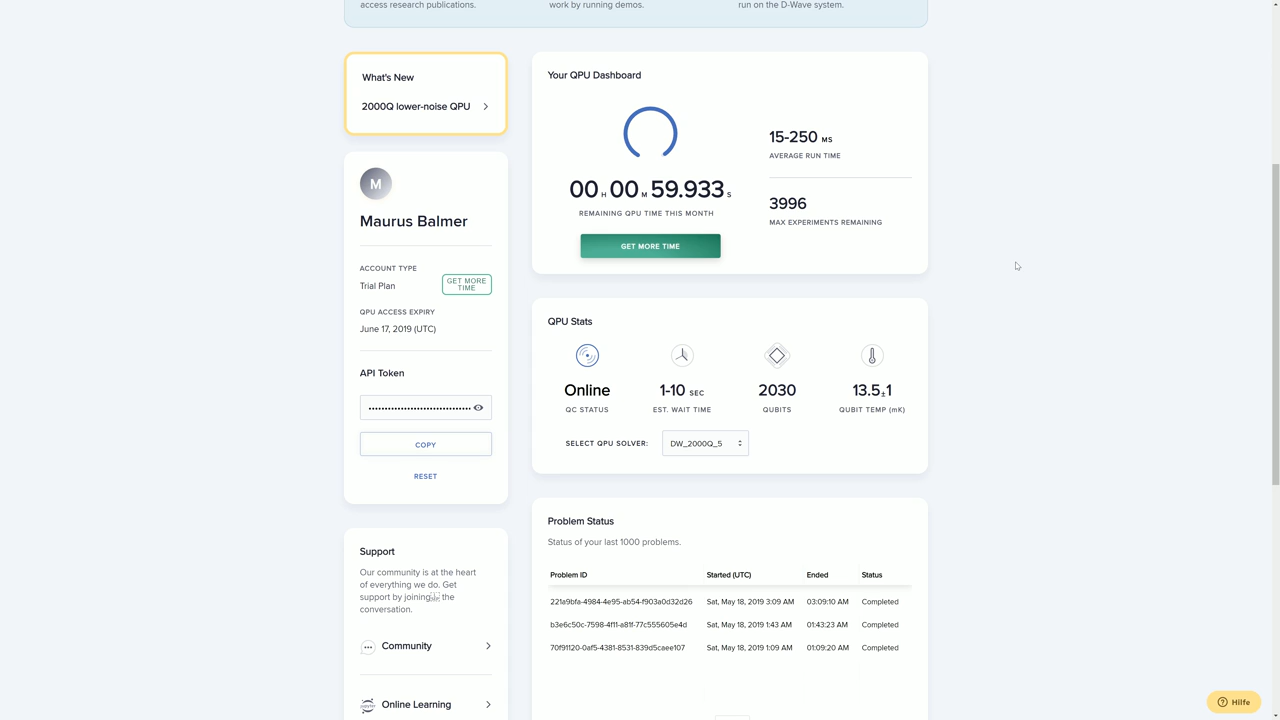 access research publications.
work by running demos.
run on the D-Wave system.
What's New
2000Q lower-noise QPU
M
Maurus Balmer
ACCOUNT TYPE
Trial Plan
GET MORE
TIME
QPU ACCESS EXPIRY
June 17, 2019 (UTC)
API Token
COPY
RESET
Support
Our community is at the heart
of everything we do. Get
support by joining the
conversation.
Community
Online Learning
Your QPU Dashboard
00 H 00 M 59.933 S
REMAINING QPU TIME THIS MONTH
GET MORE TIME
15-250 MS
AVERAGE RUN TIME
3996
MAX EXPERIMENTS REMAINING
QPU Stats
Online
QC STATUS
1-10 SEC
EST. WAIT TIME
2030
QUBITS
13.5±1
QUBIT TEMP (mK)
SELECT QPU SOLVER: DW_2000Q_5
Problem Status
Status of your last 1000 problems.
Problem ID Started (UTC) Ended Status
221a9bfa-4984-4e95-ab54-f903a0d32d26 Sat, May 18, 2019 3:09 AM 03:09:10 AM Completed
b3e6c50c-7598-4f11-a81f-77c555605e4d Sat, May 18, 2019 1:43 AM 01:43:23 AM Completed
70f91120-0af5-4381-8531-839d5caee107 Sat, May 18, 2019 1:09 AM 01:09:20 AM Completed
Hilfe